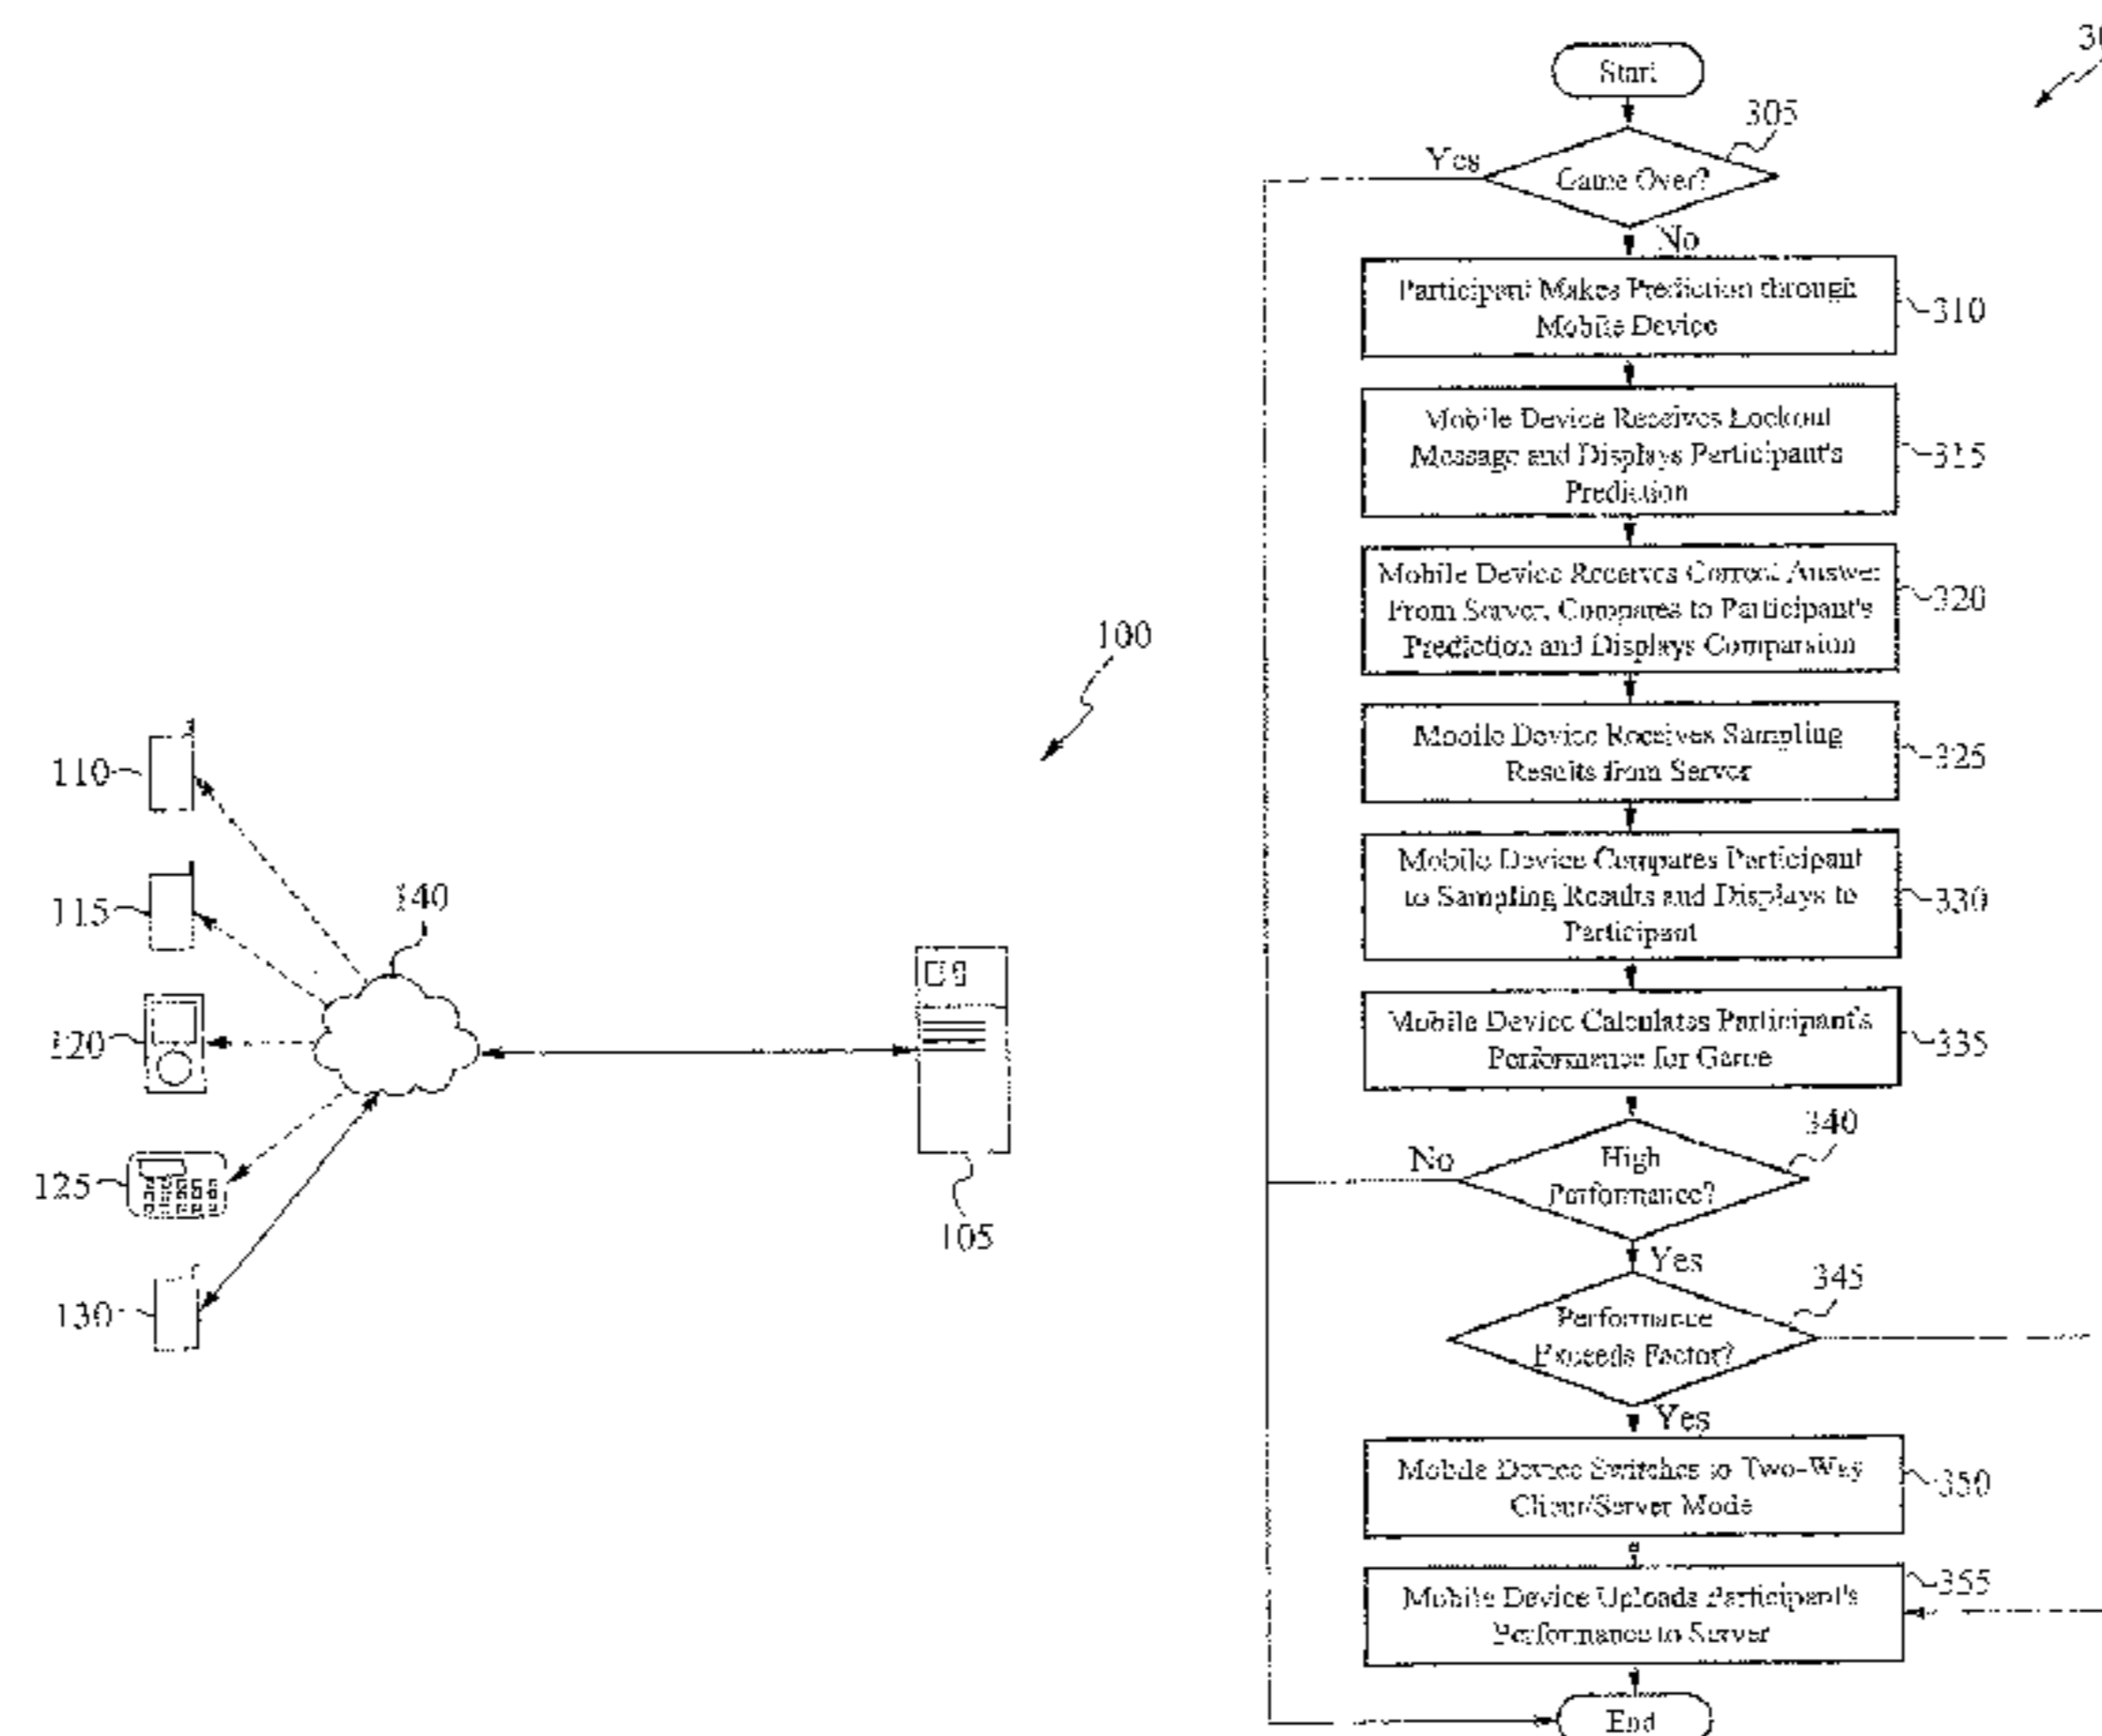 100
110
115
120
125
130
140
105
Start
305
Yes
Game Over?
No
Participant Makes Prediction through
Mobile Device
310
Mobile Device Receives Lockout
Message and Displays Participant's
Prediction
315
Mobile Device Receives Correct Answer
From Server, Compares to Participant's
Prediction and Displays Comparsion
320
Mobile Device Receives Sampling
Results from Server
325
Mobile Device Compares Participant
to Sampling Results and Displays to
Participant
330
Mobile Device Calculates Participant's
Performance for Game
335
340
No
High
Performance?
Yes
345
Performance
Exceeds Factor?
Yes
Mobile Device Switches to Two-Way
Client/Server Mode
350
Mobile Device Uploads Participant's
Performance to Server
355
End